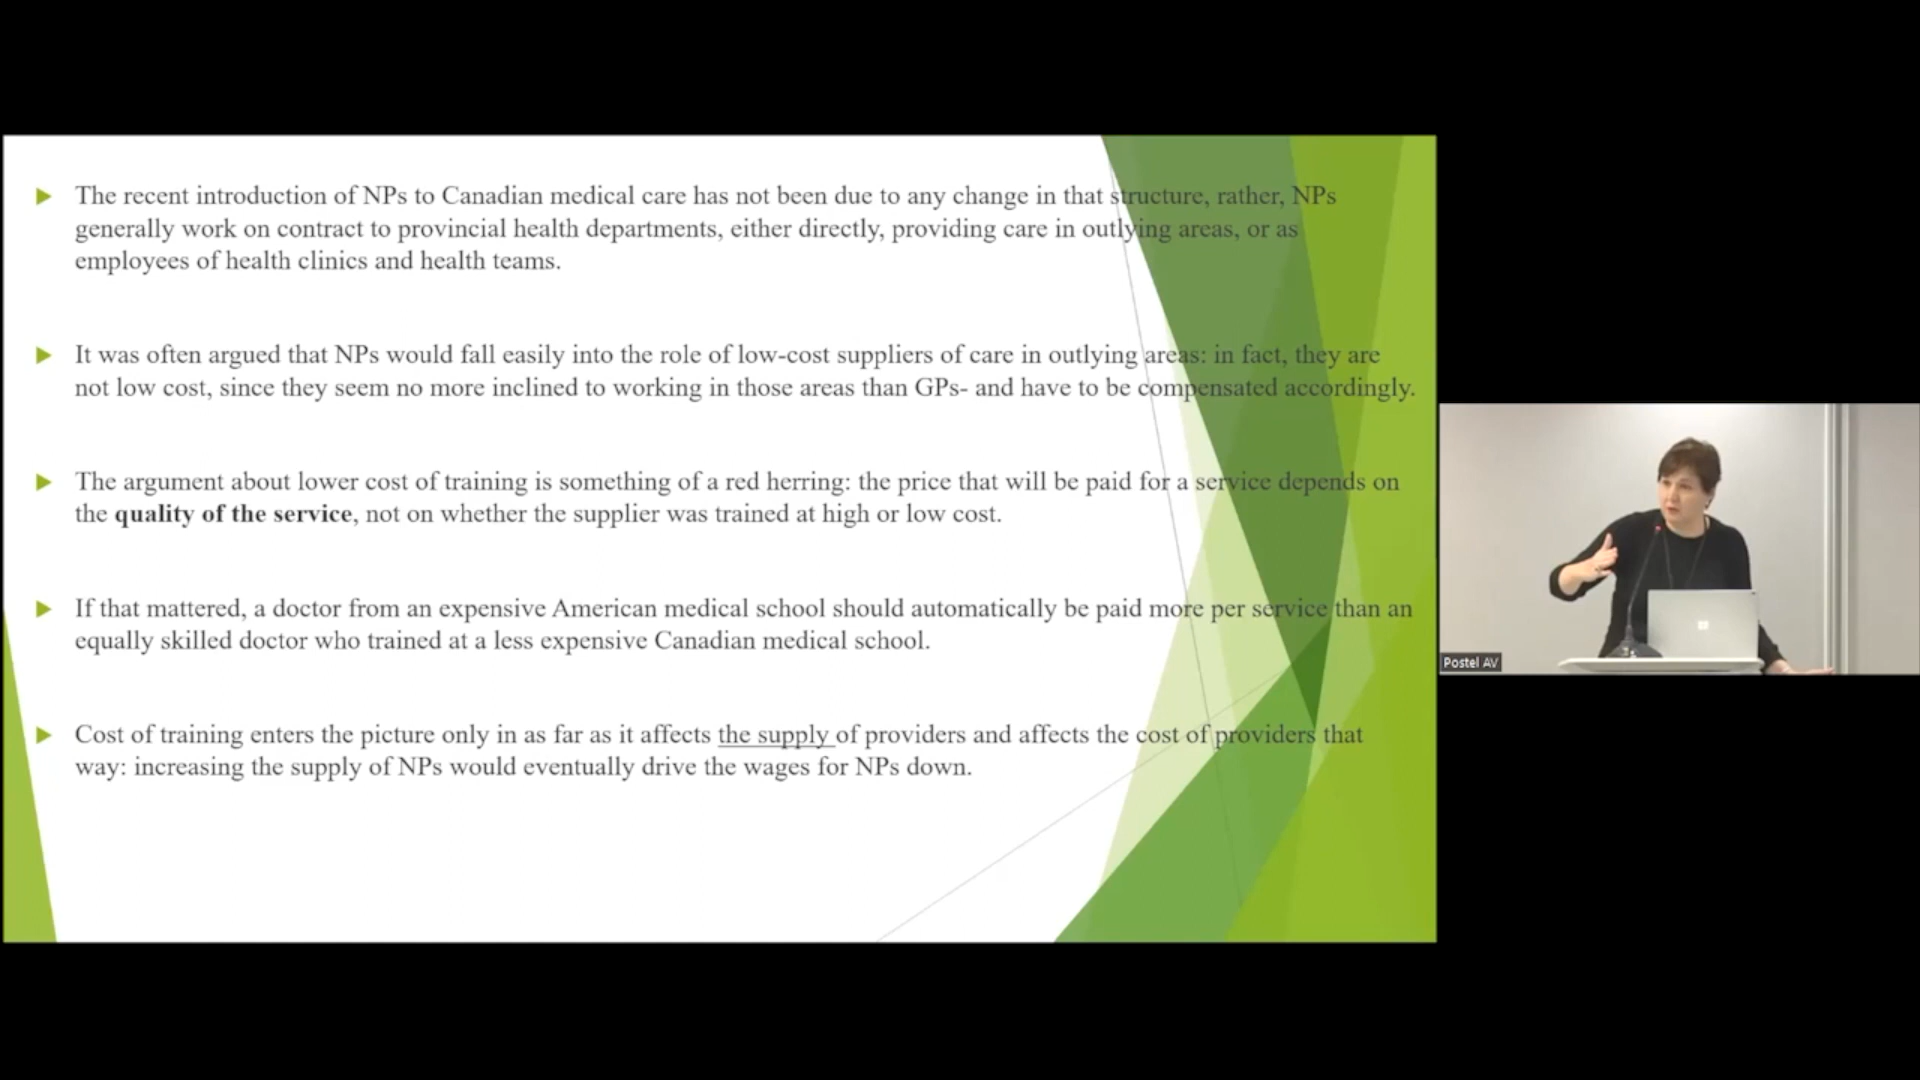 The recent introduction of NPs to Canadian medical care has not been due to any change in that structure, rather, NPs
generally work on contract to provincial health departments, either directly, providing care in outlying areas, or as
employees of health clinics and health teams.
It was often argued that NPs would fall easily into the role of low-cost suppliers of care in outlying areas: in fact, they are
not low cost, since they seem no more inclined to working in those areas than GPs- and have to be compensated accordingly.
The argument about lower cost of training is something of a red herring: the price that will be paid for a service depends on
the quality of the service, not on whether the supplier was trained at high or low cost.
If that mattered, a doctor from an expensive American medical school should automatically be paid more per service than an
equally skilled doctor who trained at a less expensive Canadian medical school.
Cost of training enters the picture only in as far as it affects the supply of providers and affects the cost of providers that
way: increasing the supply of NPs would eventually drive the wages for NPs down.
Postel AV